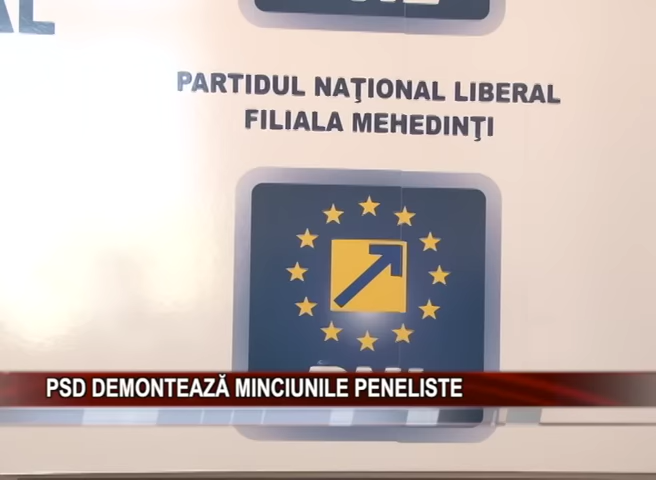 PARTIDUL NAŢIONAL LIBERAL
FILIALA MEHEDINŢI
PSD DEMONTEAZĂ MINCIUNILE PENELISTE